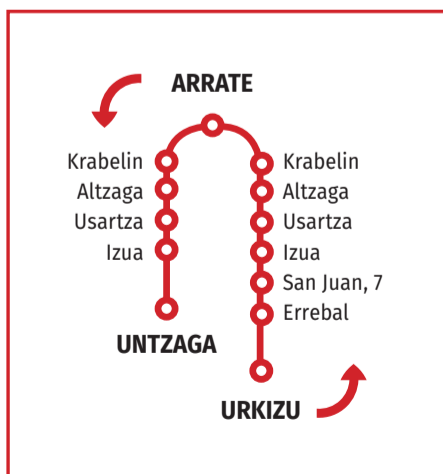 ARRATE
Krabelin
Altzaga
Usartza
Izua
UNTZAGA
Krabelin
Altzaga
Usartza
Izua
San Juan, 7
Errebal
URKIZU